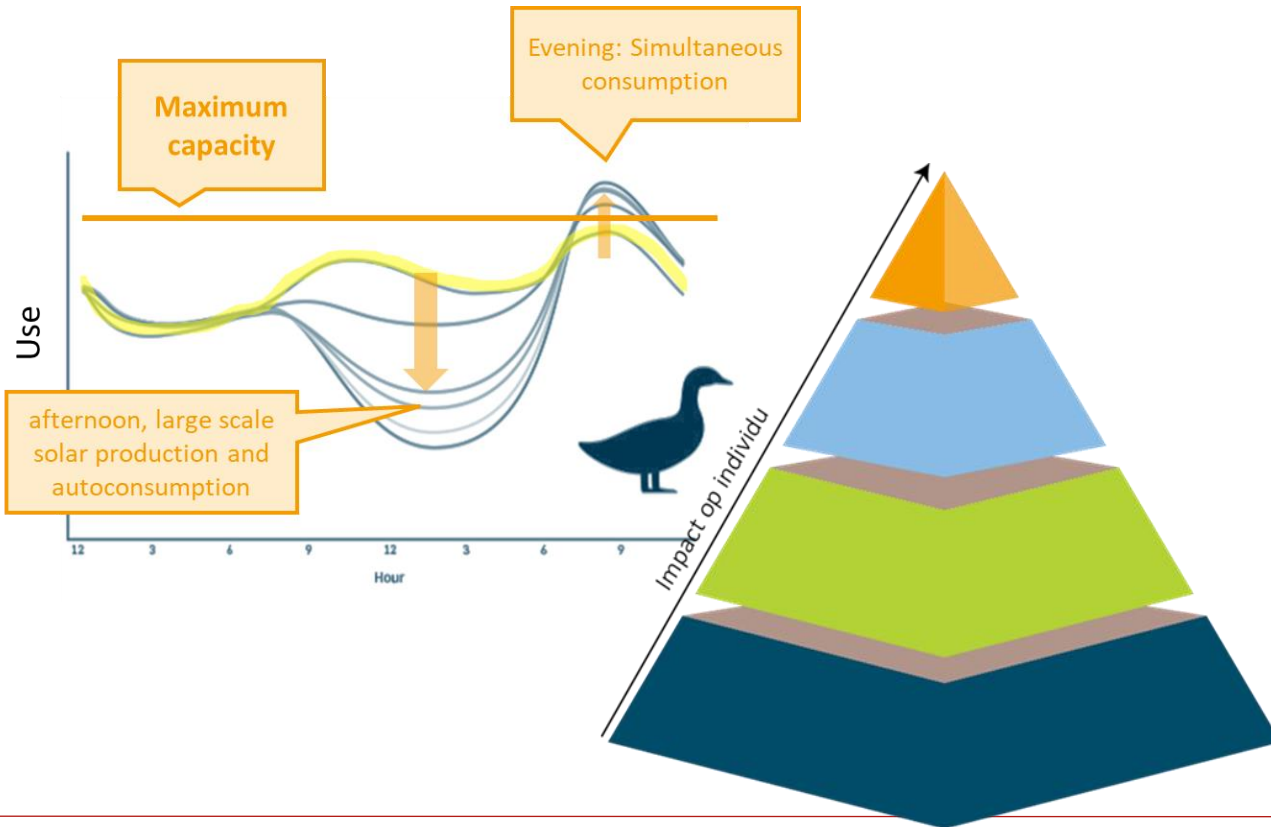 Evening: Simultaneous
consumption
Maximum
capacity
Use
afternoon, large scale
solar production and
autoconsumption
12 3 6 9 12 3 6 9
Hour
Impact op individu